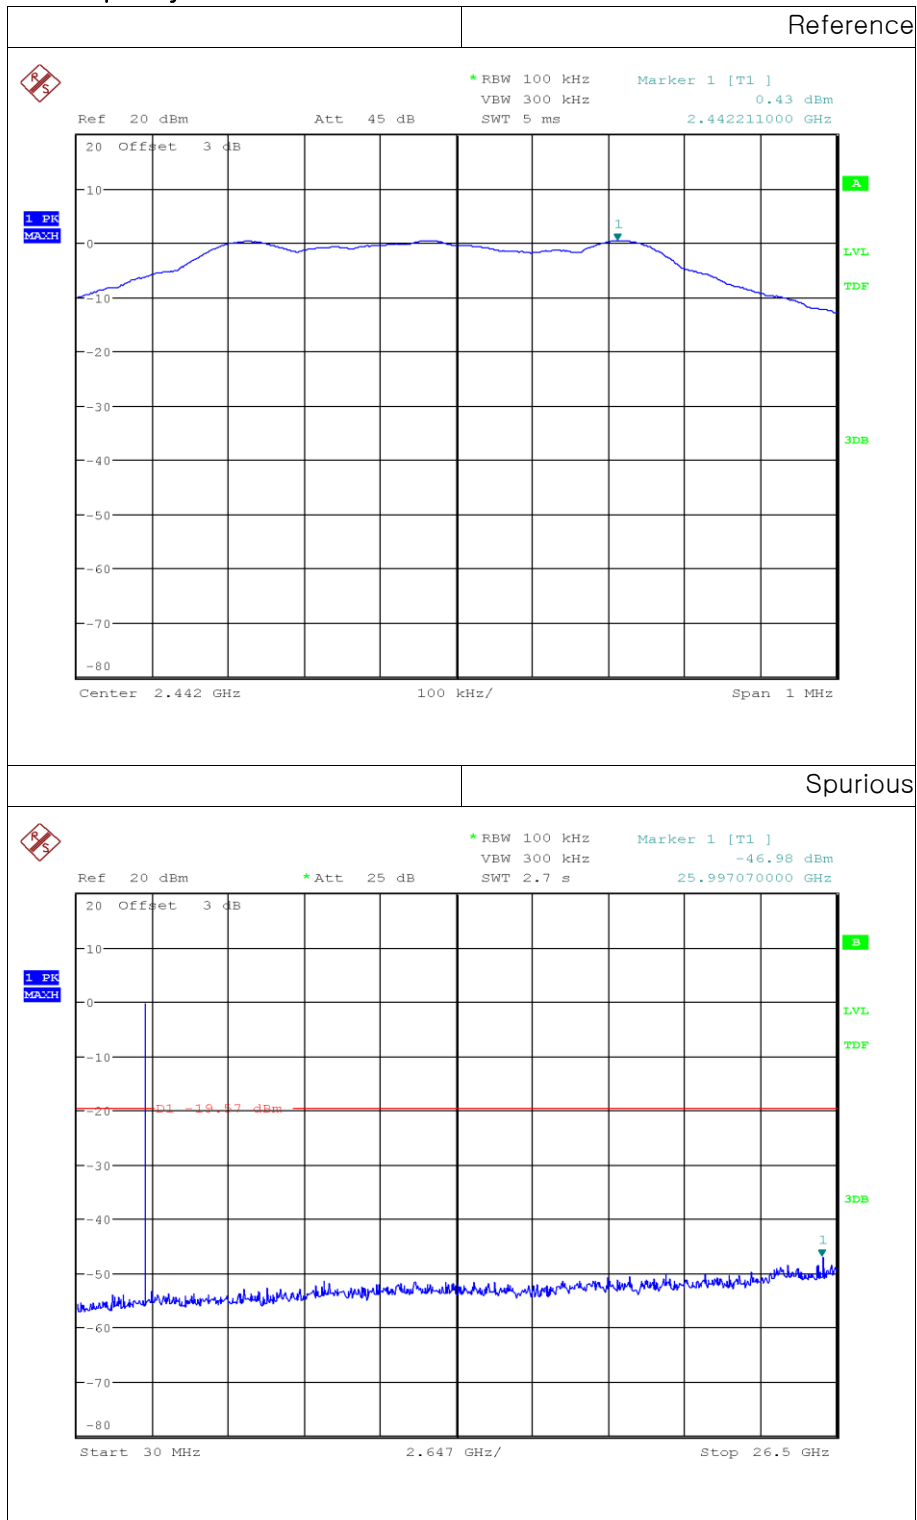 Reference
R S
* RBW 100 kHz Marker 1 [T1 ]
VBW 300 kHz 0.43 dBm
Ref 20 dBm Att 45 dB SWT 5 ms 2.442211000 GHz
20 Offset 3 dB
10
A
1 PK
MAXH
1
0
LVL
TDF
-10
-20
-30
3DB
-40
-50
-60
-70
-80
Center 2.442 GHz 100 kHz/ Span 1 MHz
Spurious
R S
* RBW 100 kHz Marker 1 [T1 ]
VBW 300 kHz -46.98 dBm
Ref 20 dBm * Att 25 dB SWT 2.7 s 25.997070000 GHz
20 Offset 3 dB
10
B
1 PK
MAXH
0
LVL
TDF
-10
-20 D1 -19.57 dBm
-30
3DB
-40
1
-50
-60
-70
-80
Start 30 MHz 2.647 GHz/ Stop 26.5 GHz